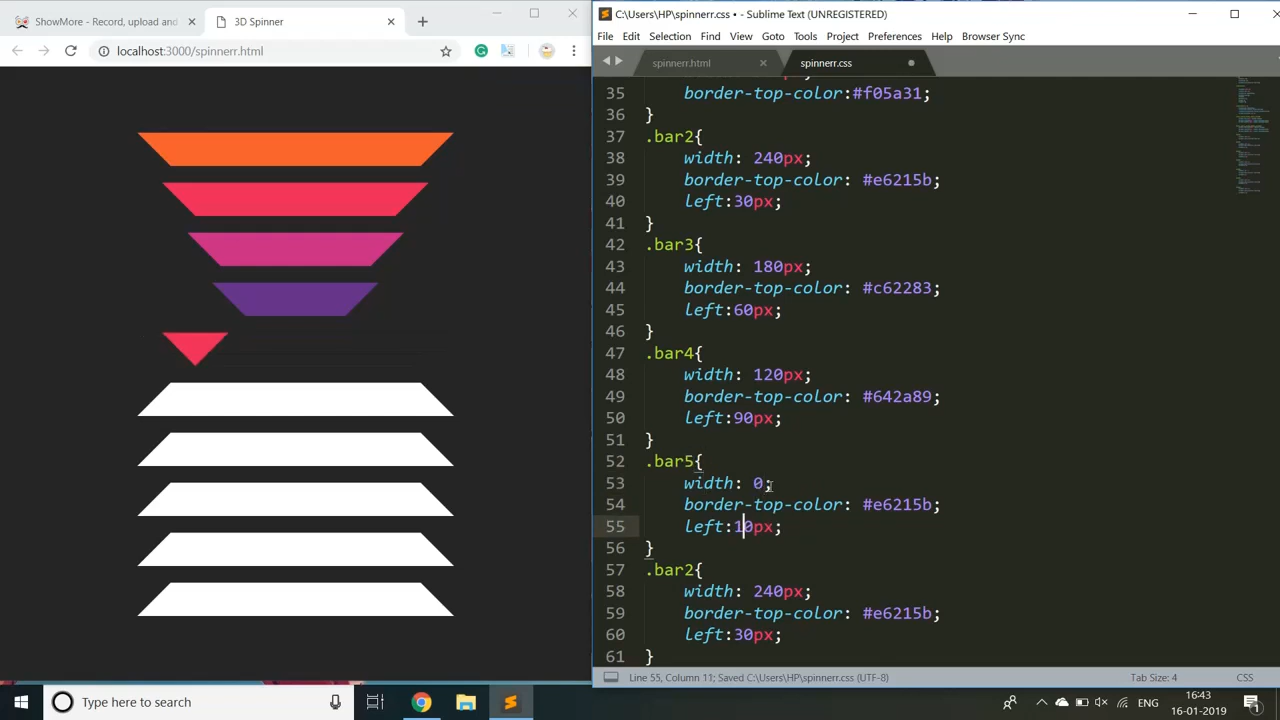 ShowMore - Record, upload and
3D Spinner
localhost:3000/spinnerr.html
C:\Users\HP\spinnerr.css • - Sublime Text (UNREGISTERED)
File Edit Selection Find View Goto Tools Project Preferences Help Browser Sync
spinnerr.html
spinnerr.css
35 border-top-color:#f05a31;
36 }
37 .bar2{
38 width: 240px;
39 border-top-color: #e6215b;
40 left:30px;
41 }
42 .bar3{
43 width: 180px;
44 border-top-color: #c62283;
45 left:60px;
46 }
47 .bar4{
48 width: 120px;
49 border-top-color: #642a89;
50 left:90px;
51 }
52 .bar5{
53 width: 0;
54 border-top-color: #e6215b;
55 left:10px;
56 }
57 .bar2{
58 width: 240px;
59 border-top-color: #e6215b;
60 left:30px;
61 }
Line 55, Column 11; Saved C:\Users\HP\spinnerr.css (UTF-8)
Tab Size: 4
CSS
Type here to search
ENG
16:43
16-01-2019
1